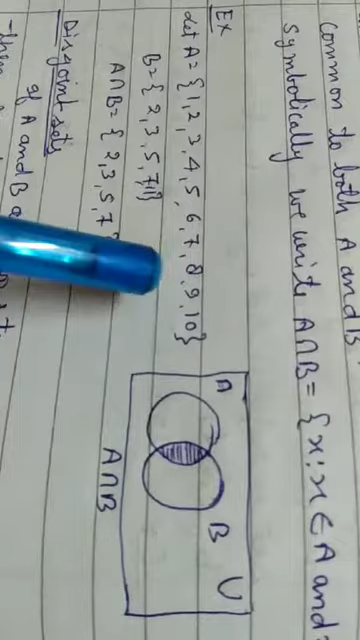 common to both A and B
Symbolically we write A∩B = {x : x ∈ A and
Ex
let A = {1, 2, 3, 4, 5, 6, 7, 8, 9, 10}
B = {2, 3, 5, 7, 11}
A∩B = {2, 3, 5, 7
A
B
U
A∩B
Disjoint sets
If A and B a